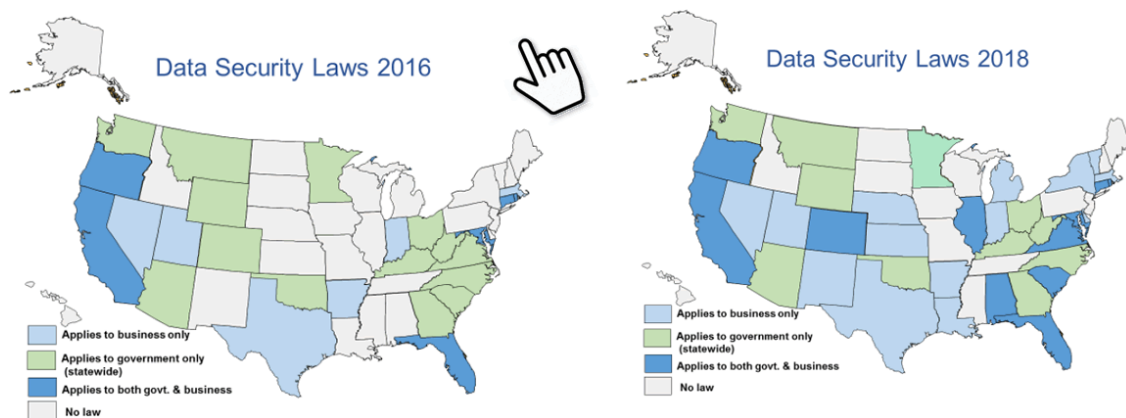 Data Security Laws 2016
Applies to business only
Applies to government only
(statewide)
Applies to both govt. & business
No law
Data Security Laws 2018
Applies to business only
Applies to government only
(statewide)
Applies to both govt. & business
No law